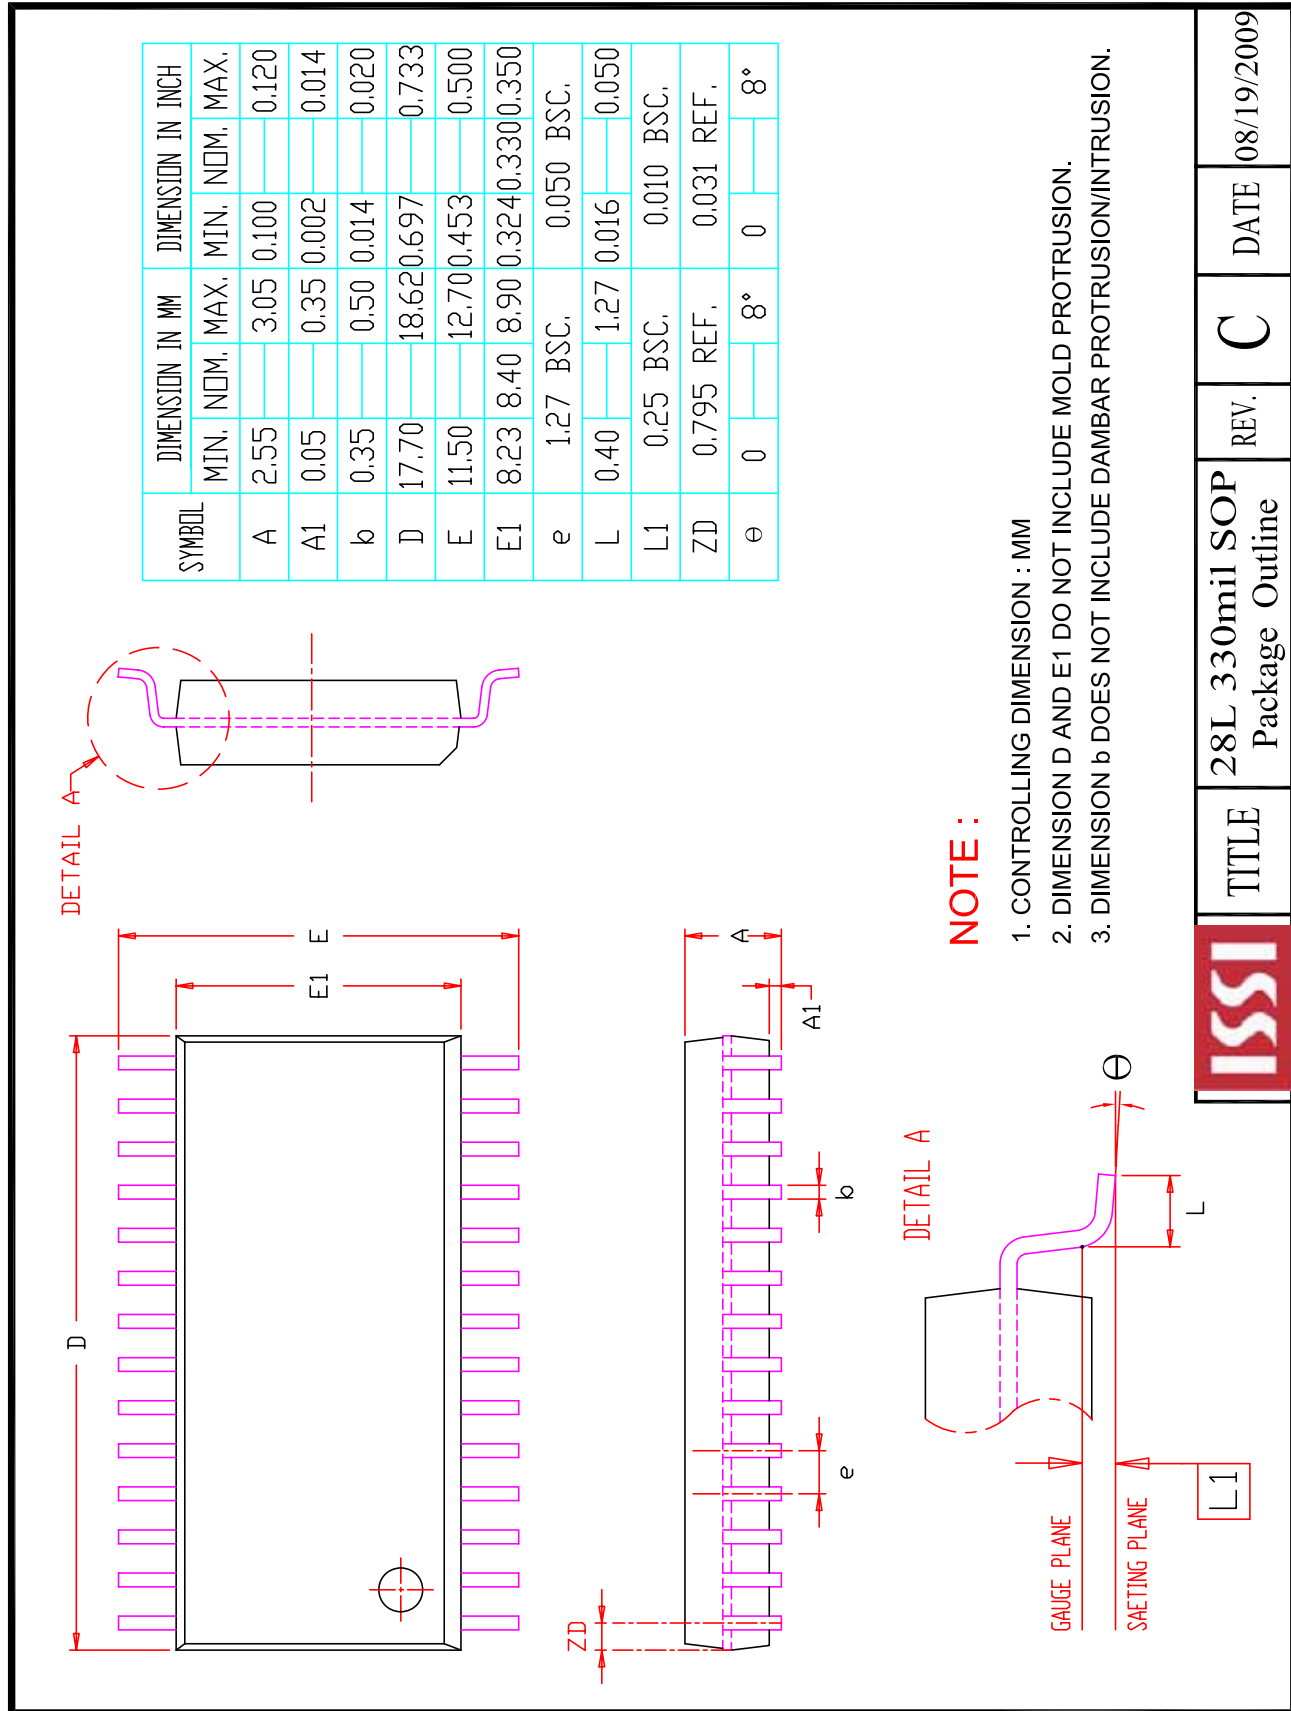 DETAIL A
D
E1
E
ZD
e
b
A1
A
DETAIL A
GAUGE PLANE
SAETING PLANE
L1
L
θ
SYMBOL DIMENSION IN MM DIMENSION IN INCH
MIN. NOM. MAX. MIN. NOM. MAX.
A 2.55 3.05 0.100 0.120
A1 0.05 0.35 0.002 0.014
b 0.35 0.50 0.014 0.020
D 17.70 18.62 0.697 0.733
E 11.50 12.70 0.453 0.500
E1 8.23 8.40 8.90 0.324 0.330 0.350
e 1.27 BSC. 0.050 BSC.
L 0.40 1.27 0.016 0.050
L1 0.25 BSC. 0.010 BSC.
ZD 0.795 REF. 0.031 REF.
θ 0 8° 0 8°
NOTE :
1. CONTROLLING DIMENSION : MM
2. DIMENSION D AND E1 DO NOT INCLUDE MOLD PROTRUSION.
3. DIMENSION b DOES NOT INCLUDE DAMBAR PROTRUSION/INTRUSION.
ISSI
TITLE
28L 330mil SOP
Package Outline
REV.
C
DATE
08/19/2009